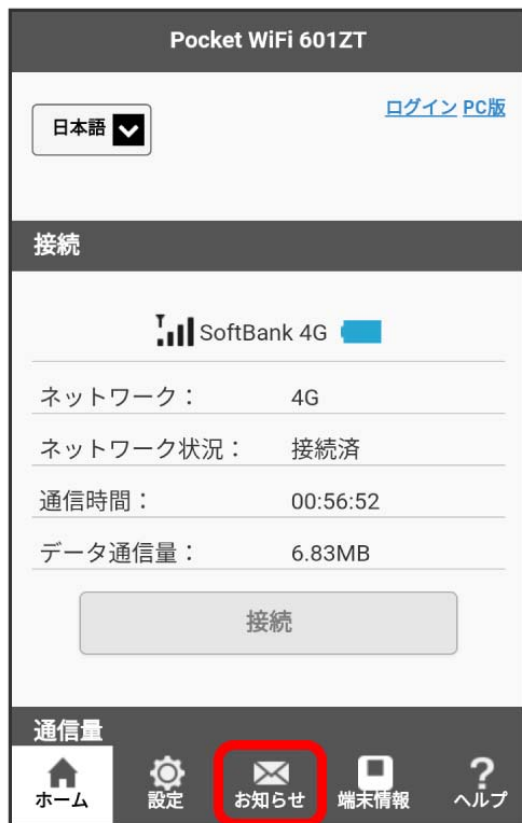 Pocket WiFi 601ZT
日本語
ログイン PC版
接続
SoftBank 4G
ネットワーク： 4G
ネットワーク状況： 接続済
通信時間： 00:56:52
データ通信量： 6.83MB
接続
通信量
ホーム 設定 お知らせ 端末情報 ヘルプ